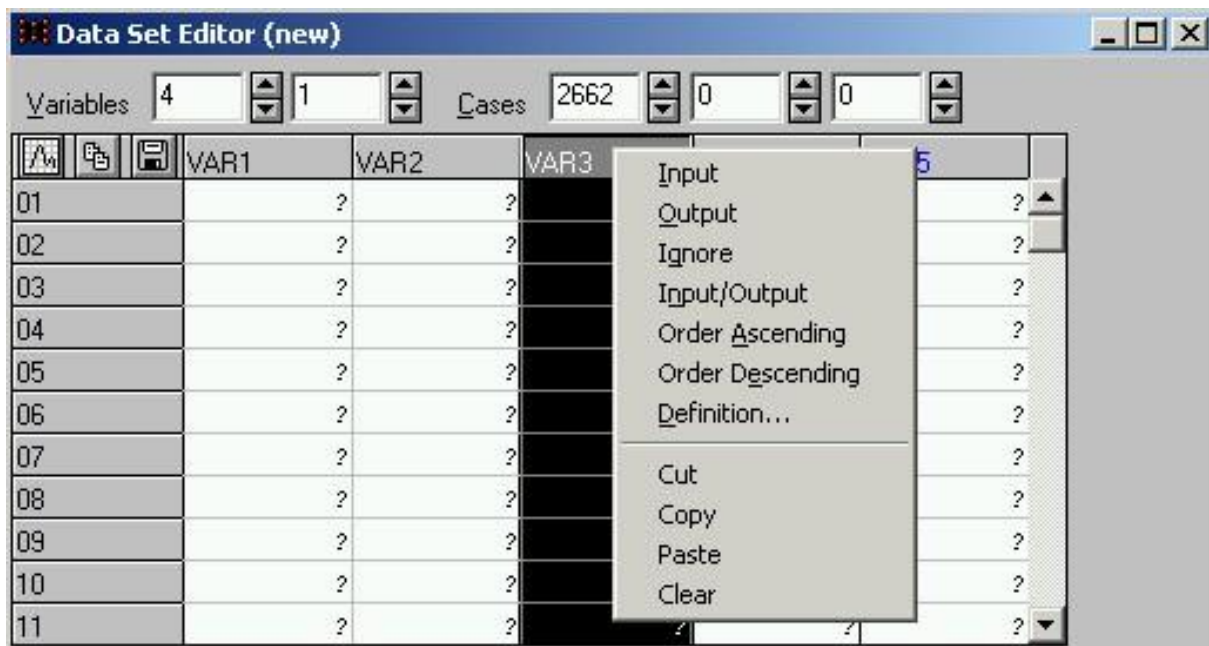 Data Set Editor (new)
Variables 4 1 Cases 2662 0 0
VAR1 VAR2 VAR3 5
01 ? ? ?
02 ? ? ?
03 ? ? ?
04 ? ? ?
05 ? ? ?
06 ? ? ?
07 ? ? ?
08 ? ? ?
09 ? ? ?
10 ? ? ?
11 ? ? ? ? ?
Input
Output
Ignore
Input/Output
Order Ascending
Order Descending
Definition...
Cut
Copy
Paste
Clear